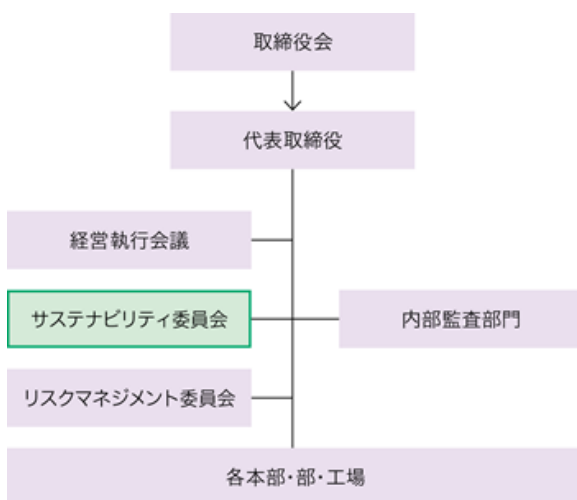 取締役会
代表取締役
経営執行会議
サステナビリティ委員会
内部監査部門
リスクマネジメント委員会
各本部・部・工場